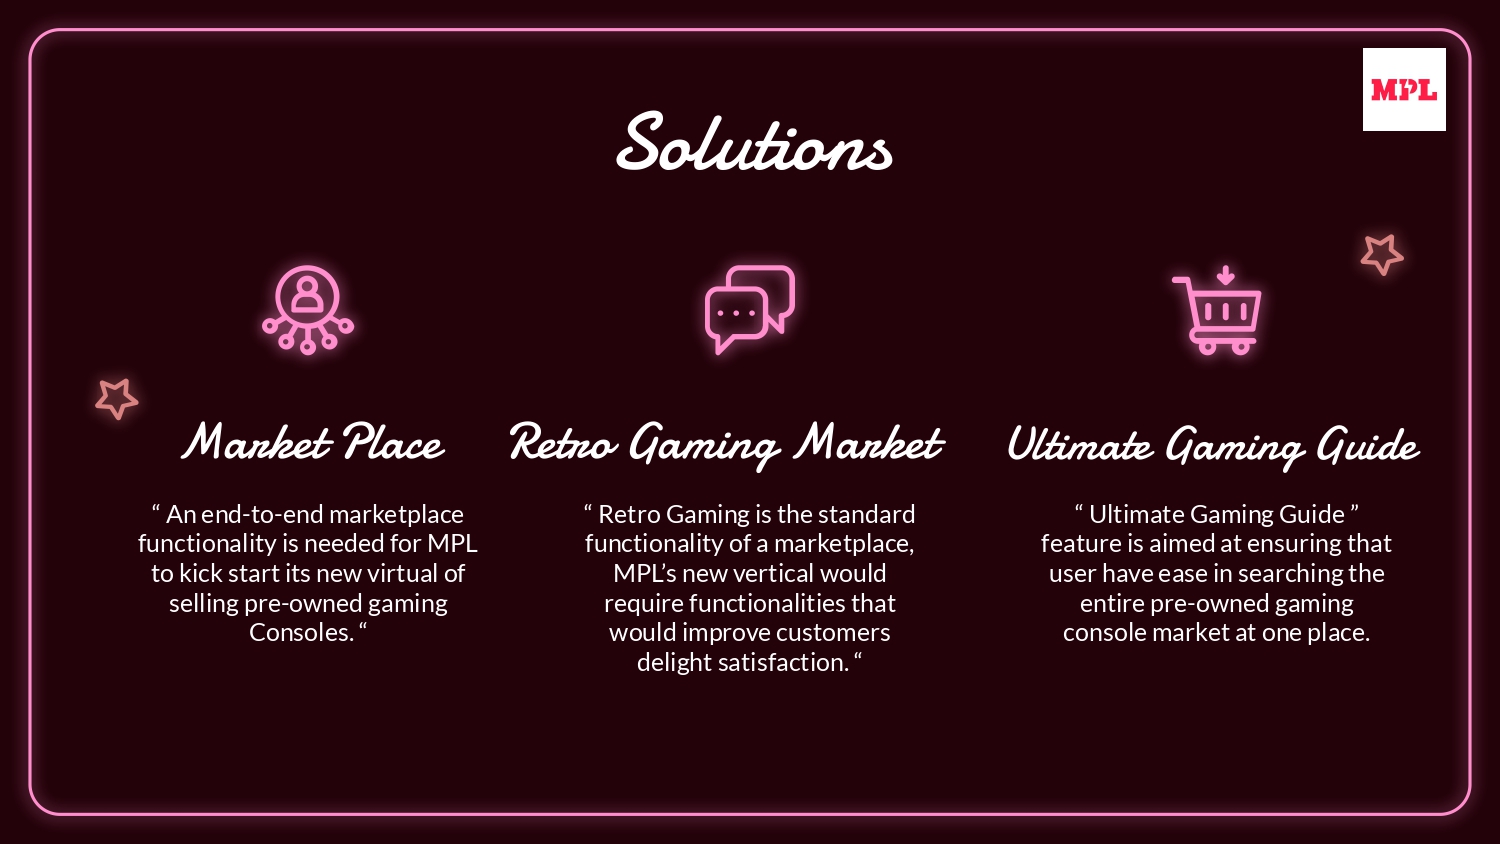 MPL
Solutions
Market Place
“ An end-to-end marketplace
functionality is needed for MPL
to kick start its new virtual of
selling pre-owned gaming
Consoles. “
Retro Gaming Market
“ Retro Gaming is the standard
functionality of a marketplace,
MPL’s new vertical would
require functionalities that
would improve customers
delight satisfaction. “
Ultimate Gaming Guide
“ Ultimate Gaming Guide ”
feature is aimed at ensuring that
user have ease in searching the
entire pre-owned gaming
console market at one place.